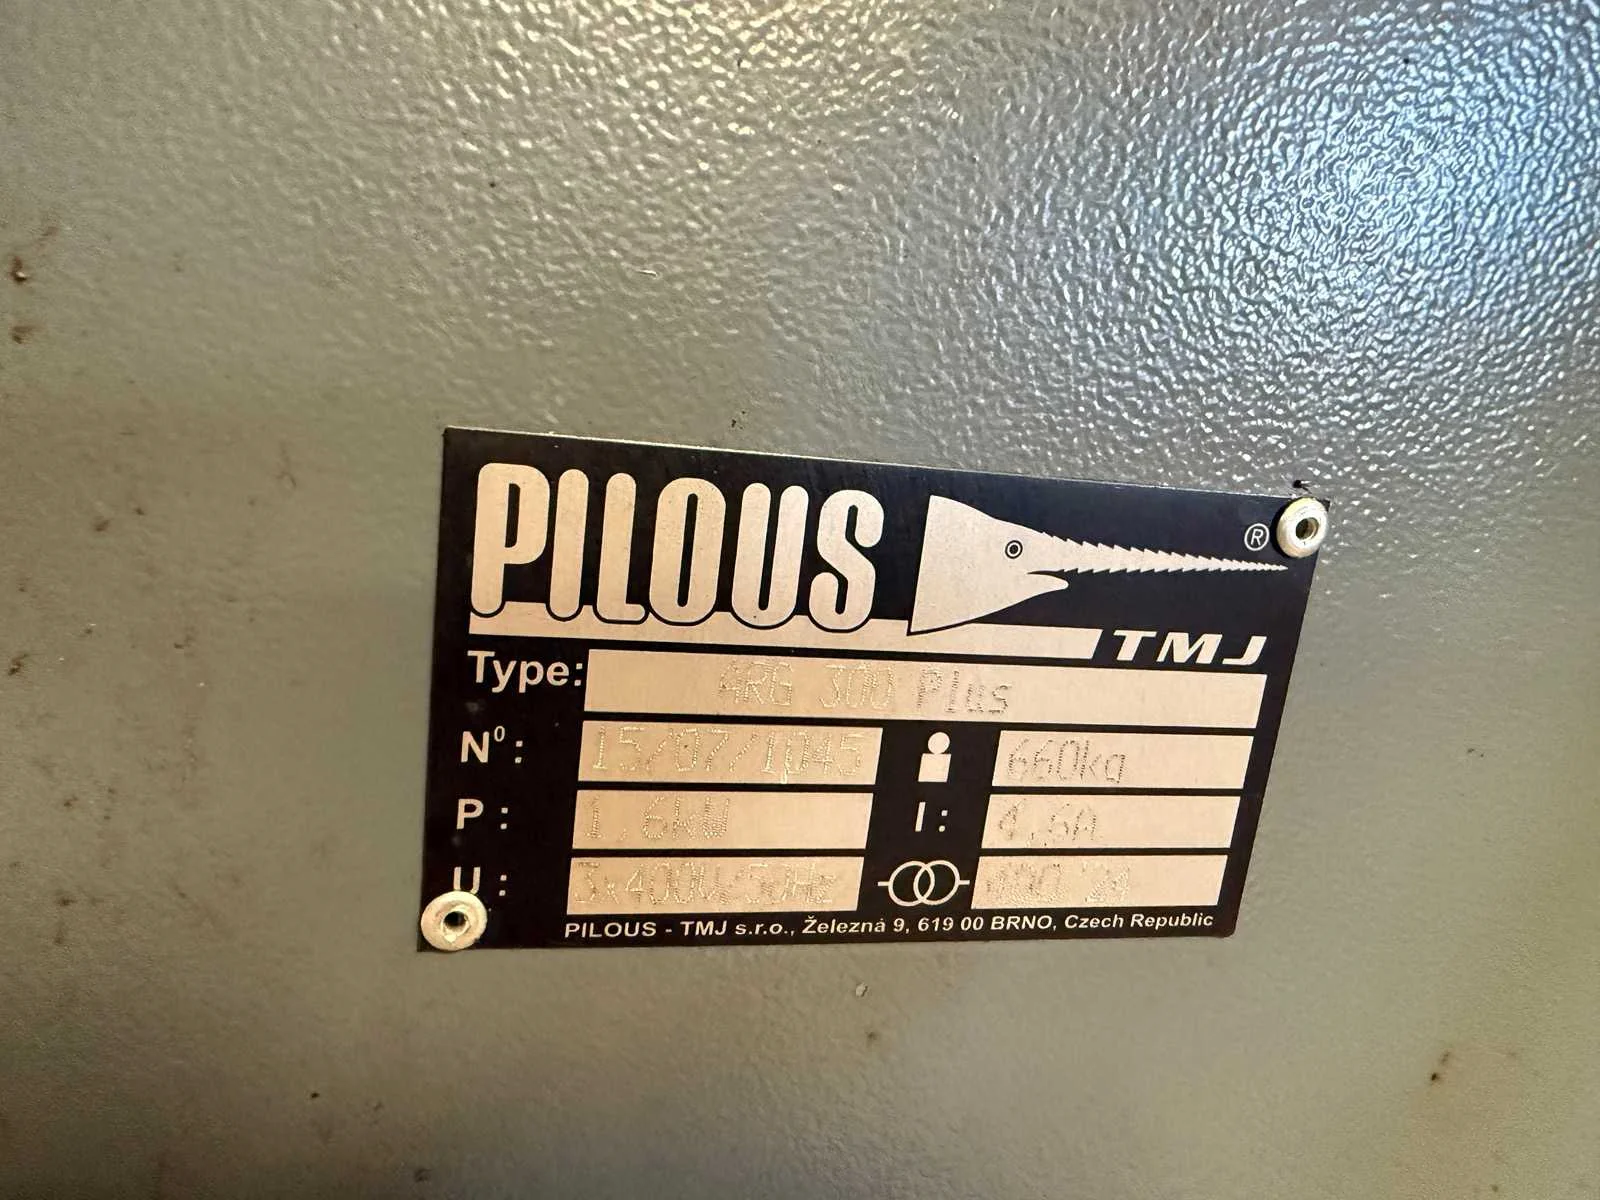 PILOUS ®
TMJ
Type: ARG 300 Plus
N⁰: 15/07/1045 660kg
P: 1,6kW I:
U: 3x400V/50Hz
PILOUS - TMJ s.r.o., Železná 9, 619 00 BRNO, Czech Republic